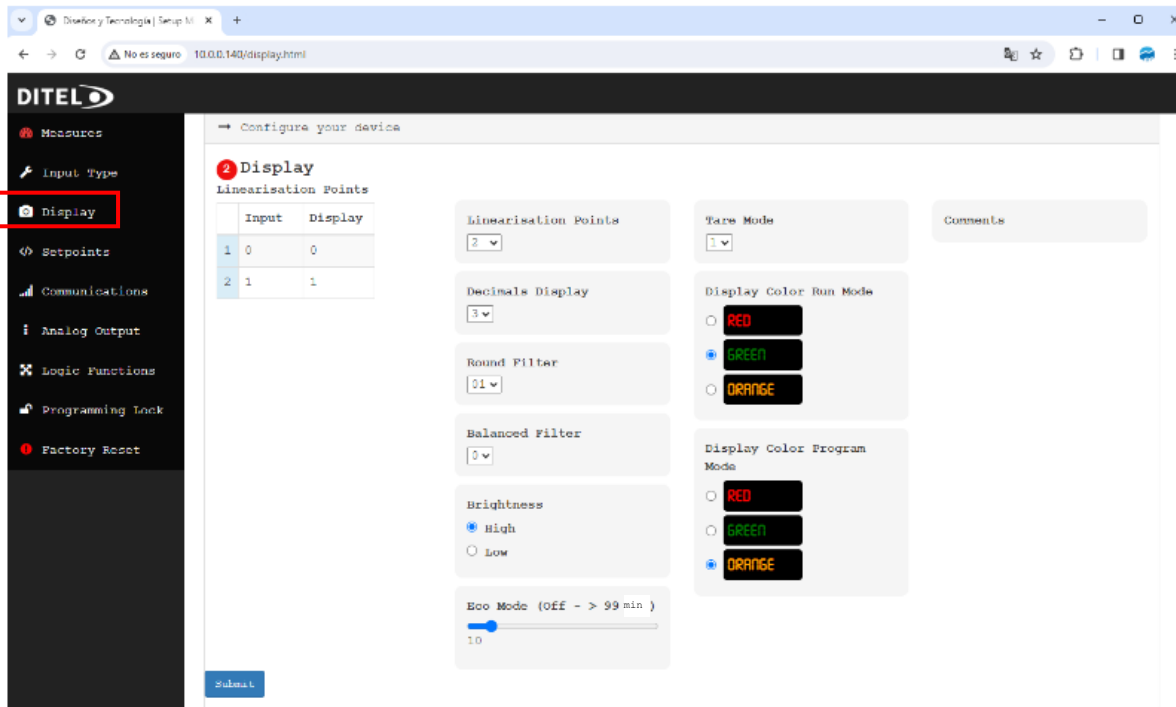 Diseños y Tecnología | Setup M
No es seguro 10.0.0.140/display.html
DITEL
Measures
Input Type
Display
Setpoints
Communications
Analog Output
Logic Functions
Programming Lock
Factory Reset
→ Configure your device
2 Display
Linearisation Points
Input Display
1 0 0
2 1 1
Linearisation Points
2
Decimals Display
3
Round Filter
01
Balanced Filter
0
Brightness
High
Low
Eco Mode (Off - > 99 min )
10
Tare Mode
1
Display Color Run Mode
RED
GREEN
ORANGE
Display Color Program
Mode
RED
GREEN
ORANGE
Comments
Submit